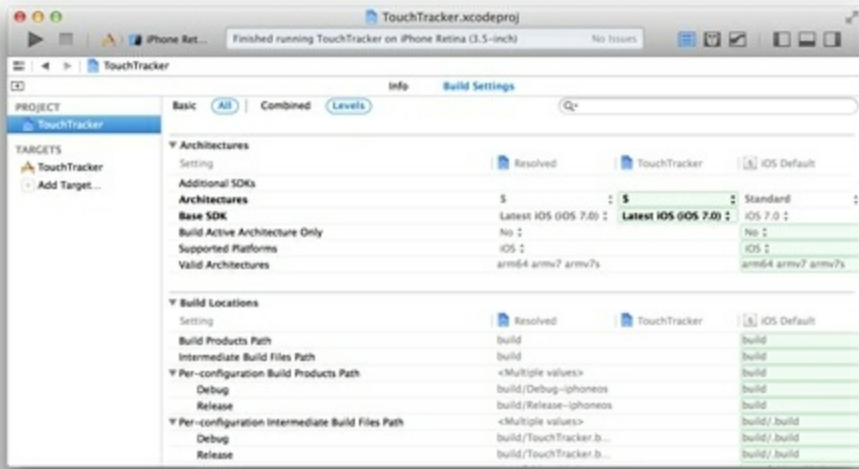 TouchTracker.xcodeproj
iPhone Ret...
Finished running TouchTracker on iPhone Retina (3.5-inch) No Issues
TouchTracker
Info Build Settings
PROJECT Basic All Combined Levels
TouchTracker
TARGETS
TouchTracker
Add Target...
Architectures
Setting Resolved TouchTracker iOS Default
Additional SDKs
Architectures $ $ Standard
Base SDK Latest iOS (iOS 7.0) Latest iOS (iOS 7.0) iOS 7.0
Build Active Architecture Only No No
Supported Platforms iOS iOS
Valid Architectures arm64 armv7 armv7s arm64 armv7 armv7s
Build Locations
Setting Resolved TouchTracker iOS Default
Build Products Path build build
Intermediate Build Files Path build build
Per-configuration Build Products Path <Multiple values> build
Debug build/Debug-iphoneos build
Release build/Release-iphoneos build
Per-configuration Intermediate Build Files Path <Multiple values> build/.build
Debug build/TouchTracker.b... build/.build
Release build/TouchTracker.b... build/.build